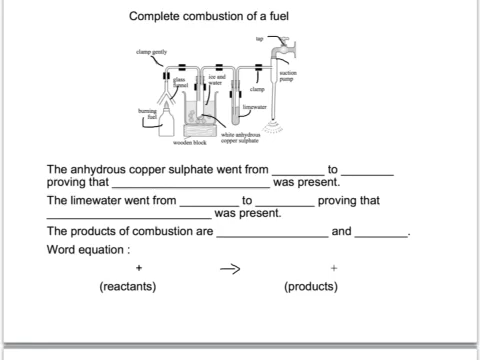 Complete combustion of a fuel
tap
clamp gently
suction
pump
glass
funnel
ice and
water
clamp
limewater
burning
fuel
white anhydrous
copper sulphate
wooden block
The anhydrous copper sulphate went from ________ to ________
proving that ________________________ was present.
The limewater went from _________ to _________ proving that
_________________________ was present.
The products of combustion are _________________ and ________.
Word equation :
+ → +
(reactants) (products)